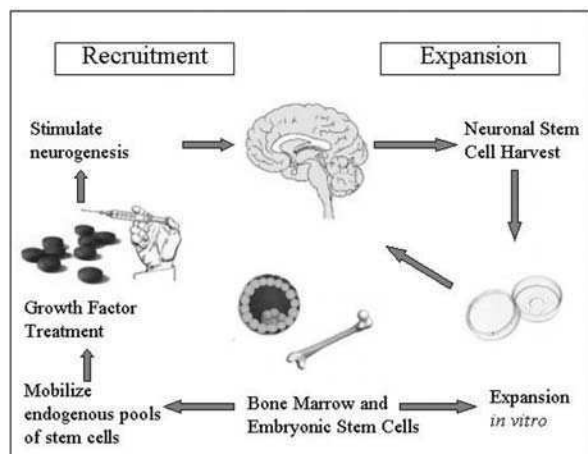 Recruitment
Expansion
Stimulate
neurogenesis
Neuronal Stem
Cell Harvest
Growth Factor
Treatment
Mobilize
endogenous pools
of stem cells
Bone Marrow and
Embryonic Stem Cells
Expansion
in vitro